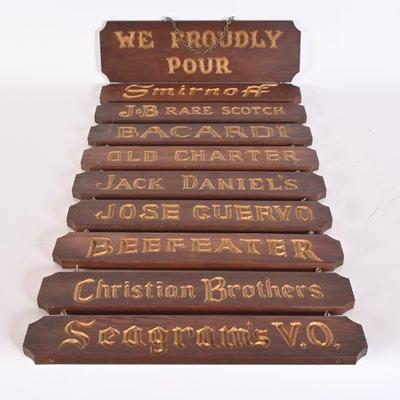 WE PROUDLY
POUR
Smirnoff
J&B RARE SCOTCH
BACARDI
OLD CHARTER
JACK DANIEL'S
JOSE CUERVO
BEEFEATER
Christian Brothers
Seagram's V.O.